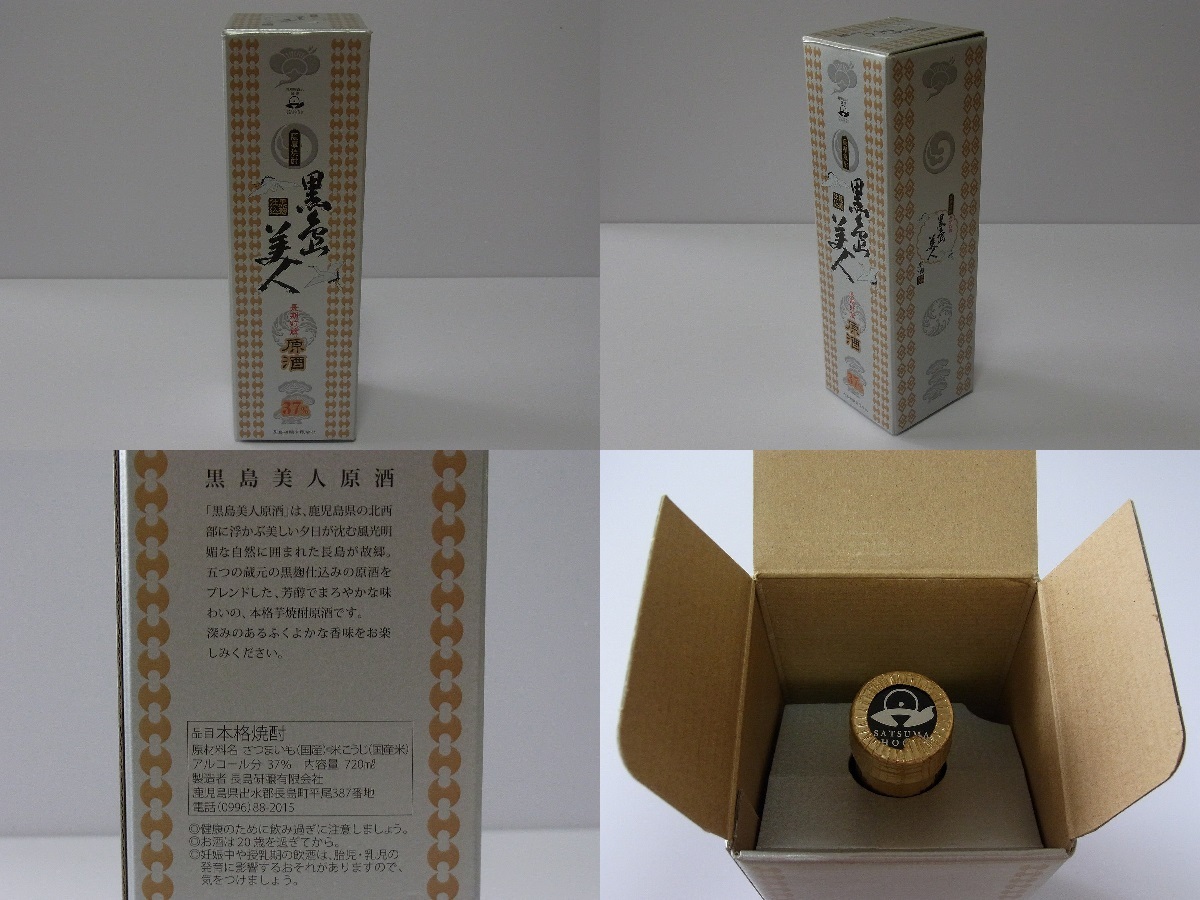 黒島
美人
長期貯蔵
原酒
37%
黒島
美人
原酒
37%
黒島
美人
黒島美人原酒
「黒島美人原酒」は、鹿児島県の北西
部に浮かぶ美しい夕日が沈む風光明
媚な自然に囲まれた長島が故郷。
五つの蔵元の黒麹仕込みの原酒を
ブレンドした、芳醇でまろやかな味
わいの、本格芋焼酎原酒です。
深みのあるふくよかな香味をお楽
しみください。
品目 本格焼酎
原材料名 さつまいも(国産)・米こうじ(国産米)
アルコール分 37% 内容量 720㎖
製造者 長島研醸有限会社
鹿児島県出水郡長島町平尾387番地
電話(0996)88-2015
◎健康のために飲み過ぎに注意しましょう。
◎お酒は20歳を過ぎてから。
◎妊娠中や授乳期の飲酒は、胎児・乳児の
発育に影響するおそれがありますので、
気をつけましょう。
SATSUMA